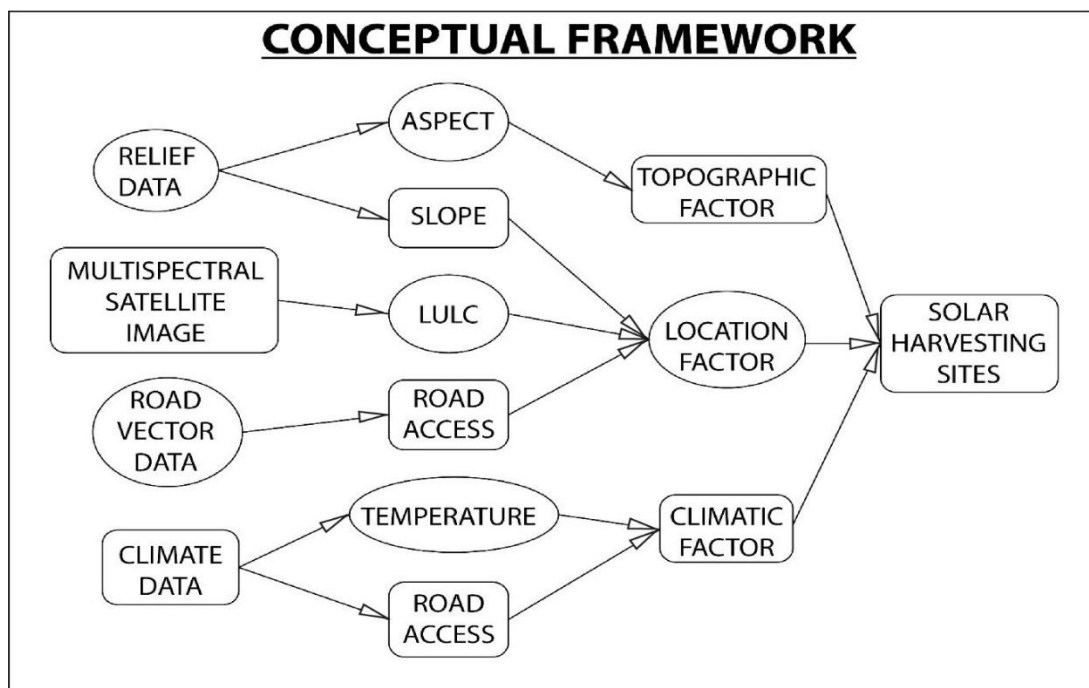 CONCEPTUAL FRAMEWORK
RELIEF
DATA
ASPECT
SLOPE
TOPOGRAPHIC
FACTOR
MULTISPECTRAL
SATELLITE
IMAGE
LULC
LOCATION
FACTOR
SOLAR
HARVESTING
SITES
ROAD
VECTOR
DATA
ROAD
ACCESS
CLIMATE
DATA
TEMPERATURE
ROAD
ACCESS
CLIMATIC
FACTOR